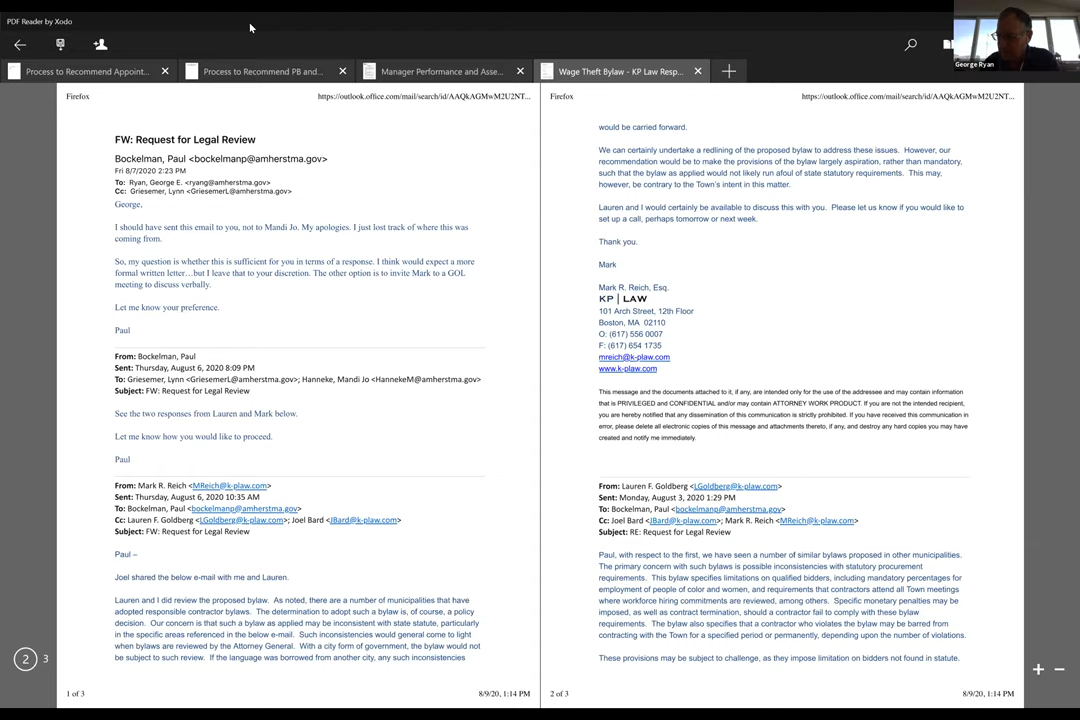 PDF Reader by Xodo
George Ryan
Process to Recommend Appoint...
Process to Recommend PB and...
Manager Performance and Asse...
Wage Theft Bylaw - KP Law Resp...
Firefox
https://outlook.office.com/mail/search/id/AAQkAGMwM2U2NT...
FW: Request for Legal Review
Bockelman, Paul <bockelmanp@amherstma.gov>
Fri 8/7/2020 2:23 PM
To: Ryan, George E. <ryang@amherstma.gov>
Cc: Griesemer, Lynn <GriesemerL@amherstma.gov>
George,
I should have sent this email to you, not to Mandi Jo. My apologies. I just lost track of where this was
coming from.
So, my question is whether this is sufficient for you in terms of a response. I think would expect a more
formal written letter…but I leave that to your discretion. The other option is to invite Mark to a GOL
meeting to discuss verbally.
Let me know your preference.
Paul
From: Bockelman, Paul
Sent: Thursday, August 6, 2020 8:09 PM
To: Griesemer, Lynn <GriesemerL@amherstma.gov>; Hanneke, Mandi Jo <HannekeM@amherstma.gov>
Subject: FW: Request for Legal Review
See the two responses from Lauren and Mark below.
Let me know how you would like to proceed.
Paul
From: Mark R. Reich <MReich@k-plaw.com>
Sent: Thursday, August 6, 2020 10:35 AM
To: Bockelman, Paul <bockelmanp@amherstma.gov>
Cc: Lauren F. Goldberg <LGoldberg@k-plaw.com>; Joel Bard <JBard@k-plaw.com>
Subject: FW: Request for Legal Review
Paul –
Joel shared the below e-mail with me and Lauren.
Lauren and I did review the proposed bylaw. As noted, there are a number of municipalities that have
adopted responsible contractor bylaws. The determination to adopt such a bylaw is, of course, a policy
decision. Our concern is that such a bylaw as applied may be inconsistent with state statute, particularly
in the specific areas referenced in the below e-mail. Such inconsistencies would general come to light
when bylaws are reviewed by the Attorney General. With a city form of government, the bylaw would not
be subject to such review. If the language was borrowed from another city, any such inconsistencies
1 of 3
8/9/20, 1:14 PM
2
3
Firefox
https://outlook.office.com/mail/search/id/AAQkAGMwM2U2NT...
would be carried forward.
We can certainly undertake a redlining of the proposed bylaw to address these issues. However, our
recommendation would be to make the provisions of the bylaw largely aspiration, rather than mandatory,
such that the bylaw as applied would not likely run afoul of state statutory requirements. This may,
however, be contrary to the Town's intent in this matter.
Lauren and I would certainly be available to discuss this with you. Please let us know if you would like to
set up a call, perhaps tomorrow or next week.
Thank you.
Mark
Mark R. Reich, Esq.
KP | LAW
101 Arch Street, 12th Floor
Boston, MA 02110
O: (617) 556 0007
F: (617) 654 1735
mreich@k-plaw.com
www.k-plaw.com
This message and the documents attached to it, if any, are intended only for the use of the addressee and may contain information
that is PRIVILEGED and CONFIDENTIAL and/or may contain ATTORNEY WORK PRODUCT. If you are not the intended recipient,
you are hereby notified that any dissemination of this communication is strictly prohibited. If you have received this communication in
error, please delete all electronic copies of this message and attachments thereto, if any, and destroy any hard copies you may have
created and notify me immediately.
From: Lauren F. Goldberg <LGoldberg@k-plaw.com>
Sent: Monday, August 3, 2020 1:29 PM
To: Bockelman, Paul <bockelmanp@amherstma.gov>
Cc: Joel Bard <JBard@k-plaw.com>; Mark R. Reich <MReich@k-plaw.com>
Subject: RE: Request for Legal Review
Paul, with respect to the first, we have seen a number of similar bylaws proposed in other municipalities.
The primary concern with such bylaws is possible inconsistencies with statutory procurement
requirements. This bylaw specifies limitations on qualified bidders, including mandatory percentages for
employment of people of color and women, and requirements that contractors attend all Town meetings
where workforce hiring commitments are reviewed, among others. Specific monetary penalties may be
imposed, as well as contract termination, should a contractor fail to comply with these bylaw
requirements. The bylaw also specifies that a contractor who violates the bylaw may be barred from
contracting with the Town for a specified period or permanently, depending upon the number of violations.
These provisions may be subject to challenge, as they impose limitation on bidders not found in statute.
2 of 3
8/9/20, 1:14 PM